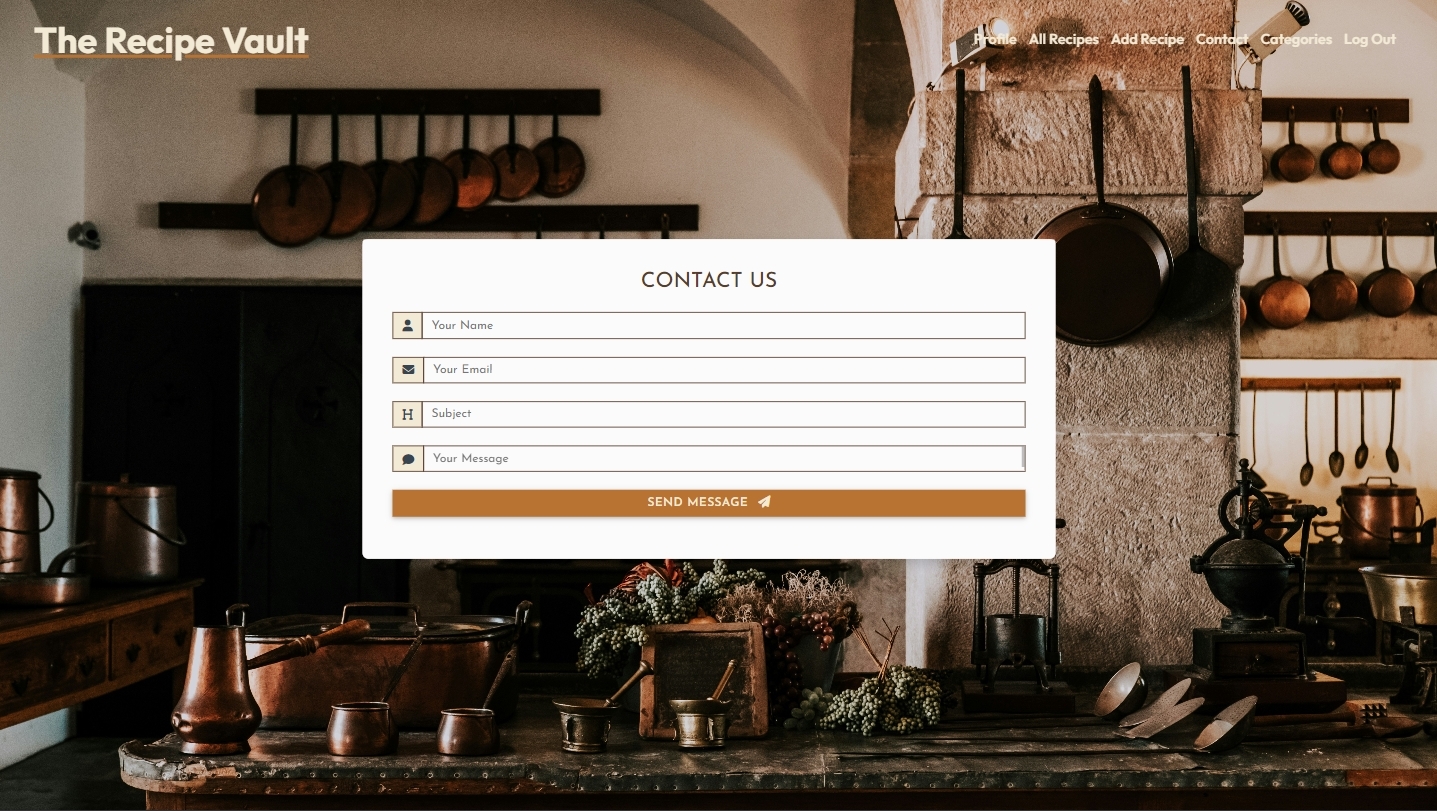 The Recipe Vault
Profile All Recipes Add Recipe Contact Categories Log Out
CONTACT US
Your Name
Your Email
H Subject
Your Message
SEND MESSAGE